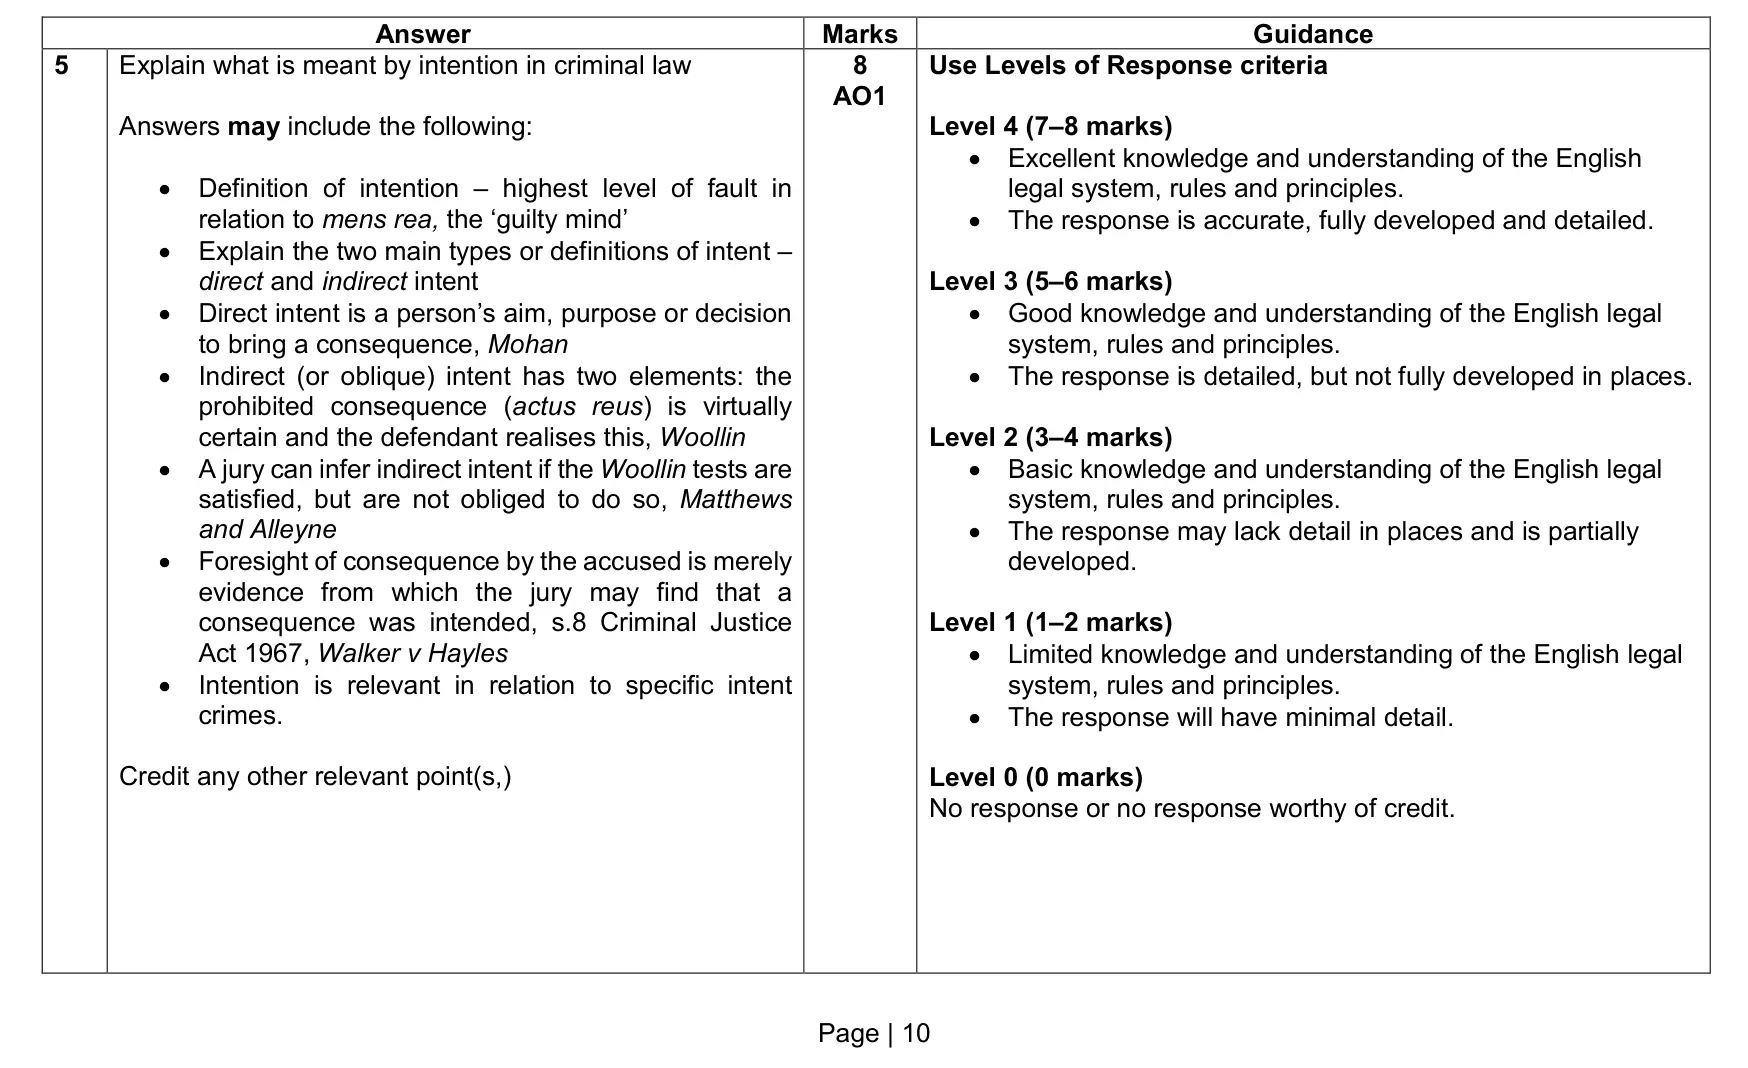 Answer Marks Guidance
5 Explain what is meant by intention in criminal law
Answers may include the following:
• Definition of intention – highest level of fault in
relation to mens rea, the ‘guilty mind’
• Explain the two main types or definitions of intent –
direct and indirect intent
• Direct intent is a person’s aim, purpose or decision
to bring a consequence, Mohan
• Indirect (or oblique) intent has two elements: the
prohibited consequence (actus reus) is virtually
certain and the defendant realises this, Woollin
• A jury can infer indirect intent if the Woollin tests are
satisfied, but are not obliged to do so, Matthews
and Alleyne
• Foresight of consequence by the accused is merely
evidence from which the jury may find that a
consequence was intended, s.8 Criminal Justice
Act 1967, Walker v Hayles
• Intention is relevant in relation to specific intent
crimes.
Credit any other relevant point(s,)
8
AO1
Use Levels of Response criteria
Level 4 (7–8 marks)
• Excellent knowledge and understanding of the English
legal system, rules and principles.
• The response is accurate, fully developed and detailed.
Level 3 (5–6 marks)
• Good knowledge and understanding of the English legal
system, rules and principles.
• The response is detailed, but not fully developed in places.
Level 2 (3–4 marks)
• Basic knowledge and understanding of the English legal
system, rules and principles.
• The response may lack detail in places and is partially
developed.
Level 1 (1–2 marks)
• Limited knowledge and understanding of the English legal
system, rules and principles.
• The response will have minimal detail.
Level 0 (0 marks)
No response or no response worthy of credit.
Page | 10